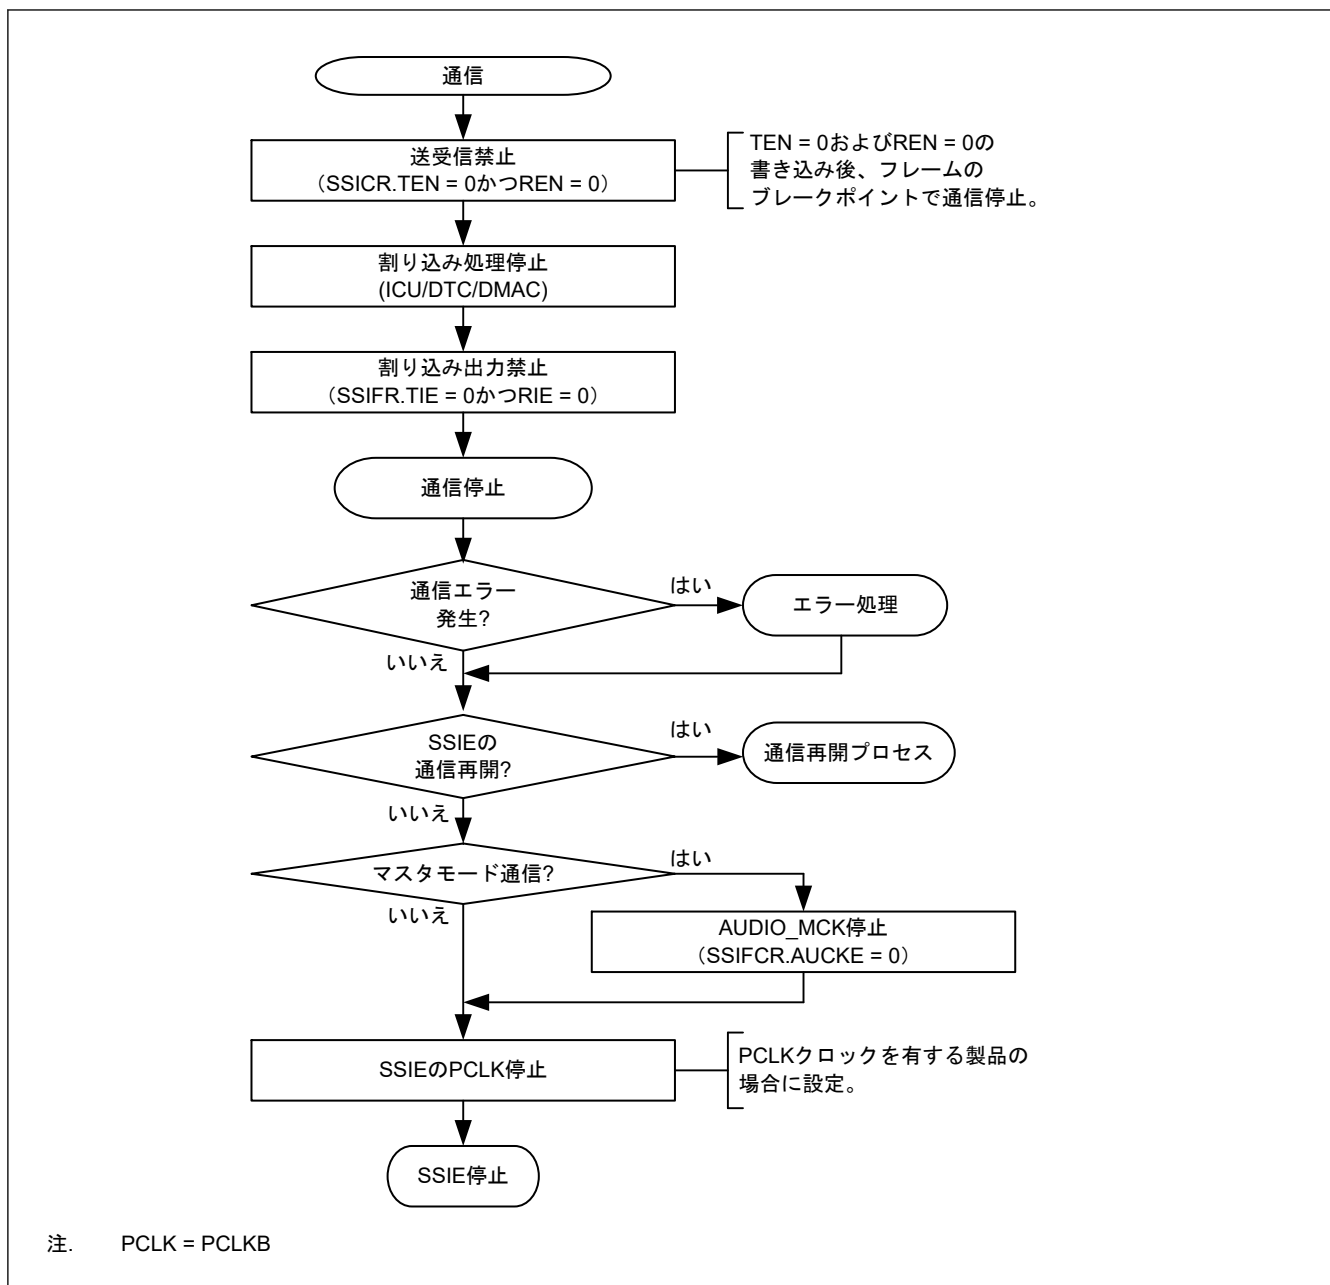 通信
送受信禁止
（SSICR.TEN = 0かつREN = 0）
TEN = 0およびREN = 0の
書き込み後、フレームの
ブレークポイントで通信停止。
割り込み処理停止
(ICU/DTC/DMAC)
割り込み出力禁止
（SSIFR.TIE = 0かつRIE = 0）
通信停止
通信エラー
発生?
はい
エラー処理
いいえ
SSIEの
通信再開?
はい
通信再開プロセス
いいえ
マスタモード通信?
はい
いいえ
AUDIO_MCK停止
（SSIFCR.AUCKE = 0）
SSIEのPCLK停止
PCLKクロックを有する製品の
場合に設定。
SSIE停止
注. PCLK = PCLKB